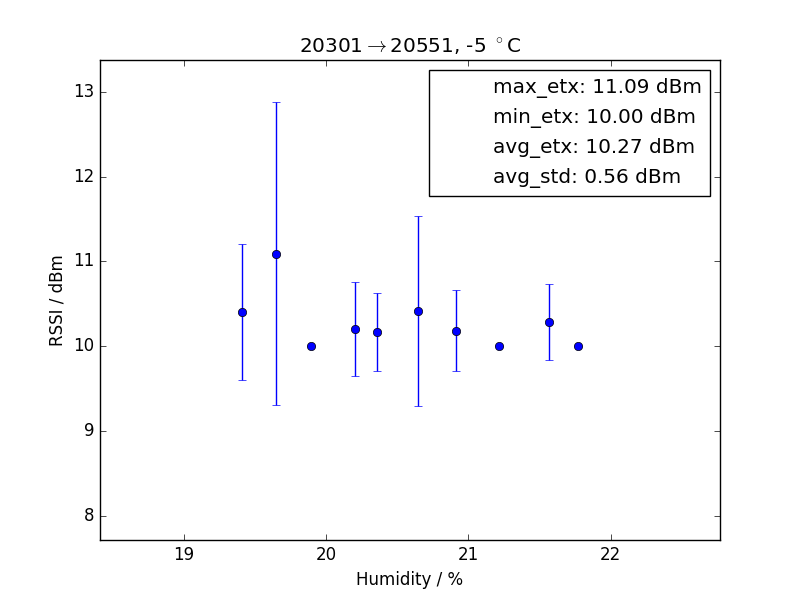 20301→20551, -5 °C
max_etx: 11.09 dBm
min_etx: 10.00 dBm
avg_etx: 10.27 dBm
avg_std: 0.56 dBm
RSSI / dBm
13
12
11
10
9
8
19 20 21 22
Humidity / %